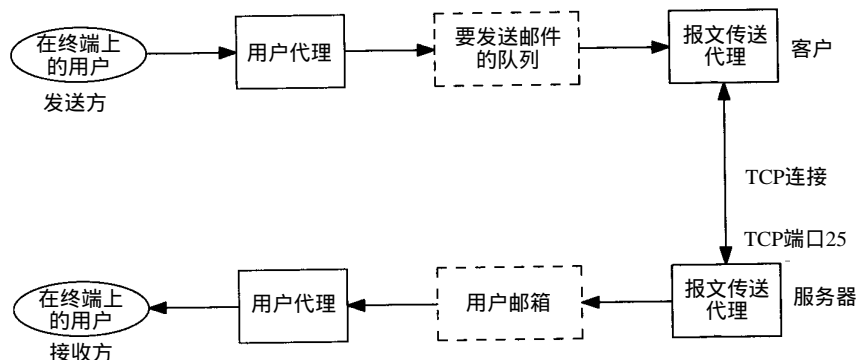 在终端上
的用户
发送方
用户代理
要发送邮件
的队列
报文传送
代理
客户
TCP连接
TCP端口25
在终端上
的用户
接收方
用户代理
用户邮箱
报文传送
代理
服务器